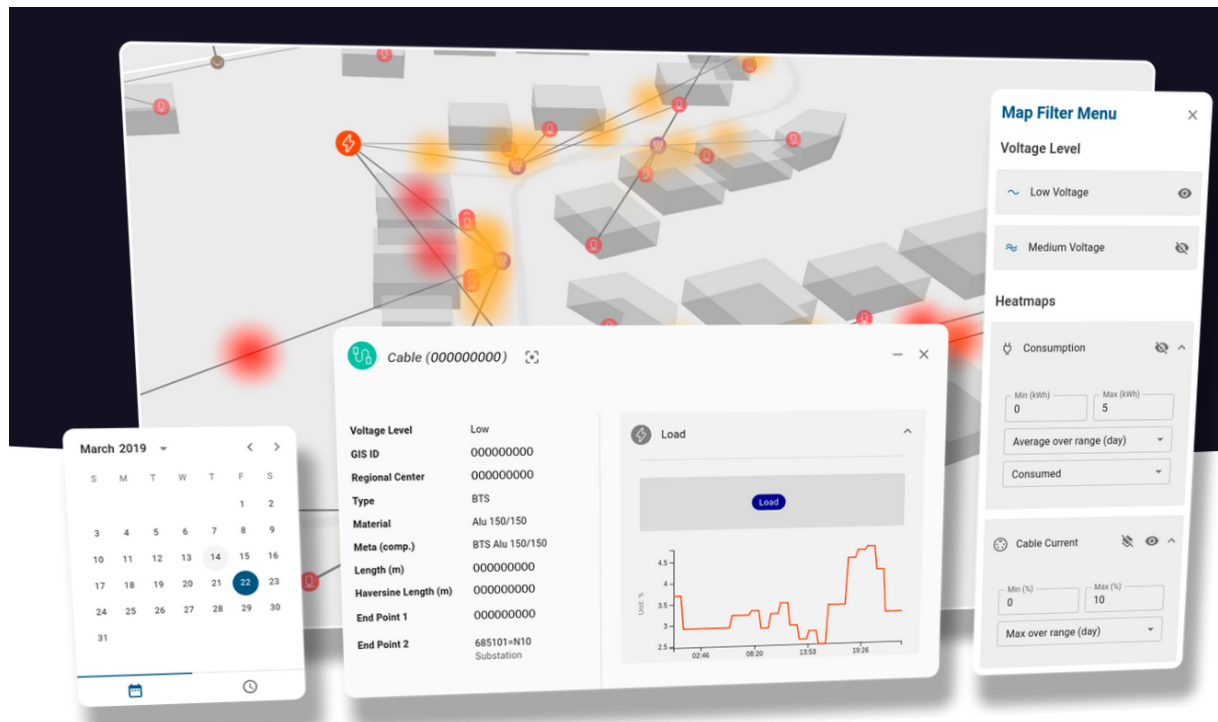 Map Filter Menu
Voltage Level
Low Voltage
Medium Voltage
Heatmaps
Consumption
Min (kWh)
0
Max (kWh)
5
Average over range (day)
Consumed
Cable Current
Min (%)
0
Max (%)
10
Max over range (day)
Cable (000000000)
Voltage Level Low
GIS ID 000000000
Regional Center 000000000
Type BTS
Material Alu 150/150
Meta (comp.) BTS Alu 150/150
Length (m) 000000000
Haversine Length (m) 000000000
End Point 1 000000000
End Point 2 685101=N10
Substation
Load
Load
Unit: %
4.5
4
3.5
3
2.5
02:46 08:20 13:53 19:26
March 2019
S M T W T F S
1 2
3 4 5 6 7 8 9
10 11 12 13 14 15 16
17 18 19 20 21 22 23
24 25 26 27 28 29 30
31